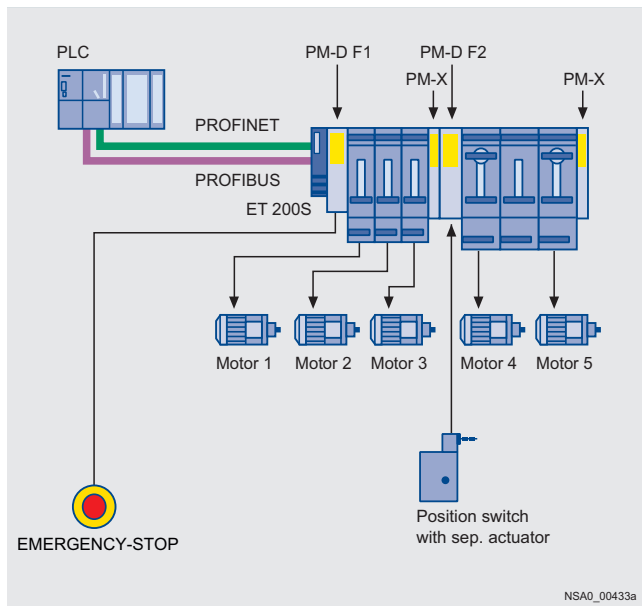 PLC
PM-D F1
PM-D F2
PM-X
PM-X
PROFINET
PROFIBUS
ET 200S
Motor 1
Motor 2
Motor 3
Motor 4
Motor 5
EMERGENCY-STOP
Position switch
with sep. actuator
NSA0_00433a